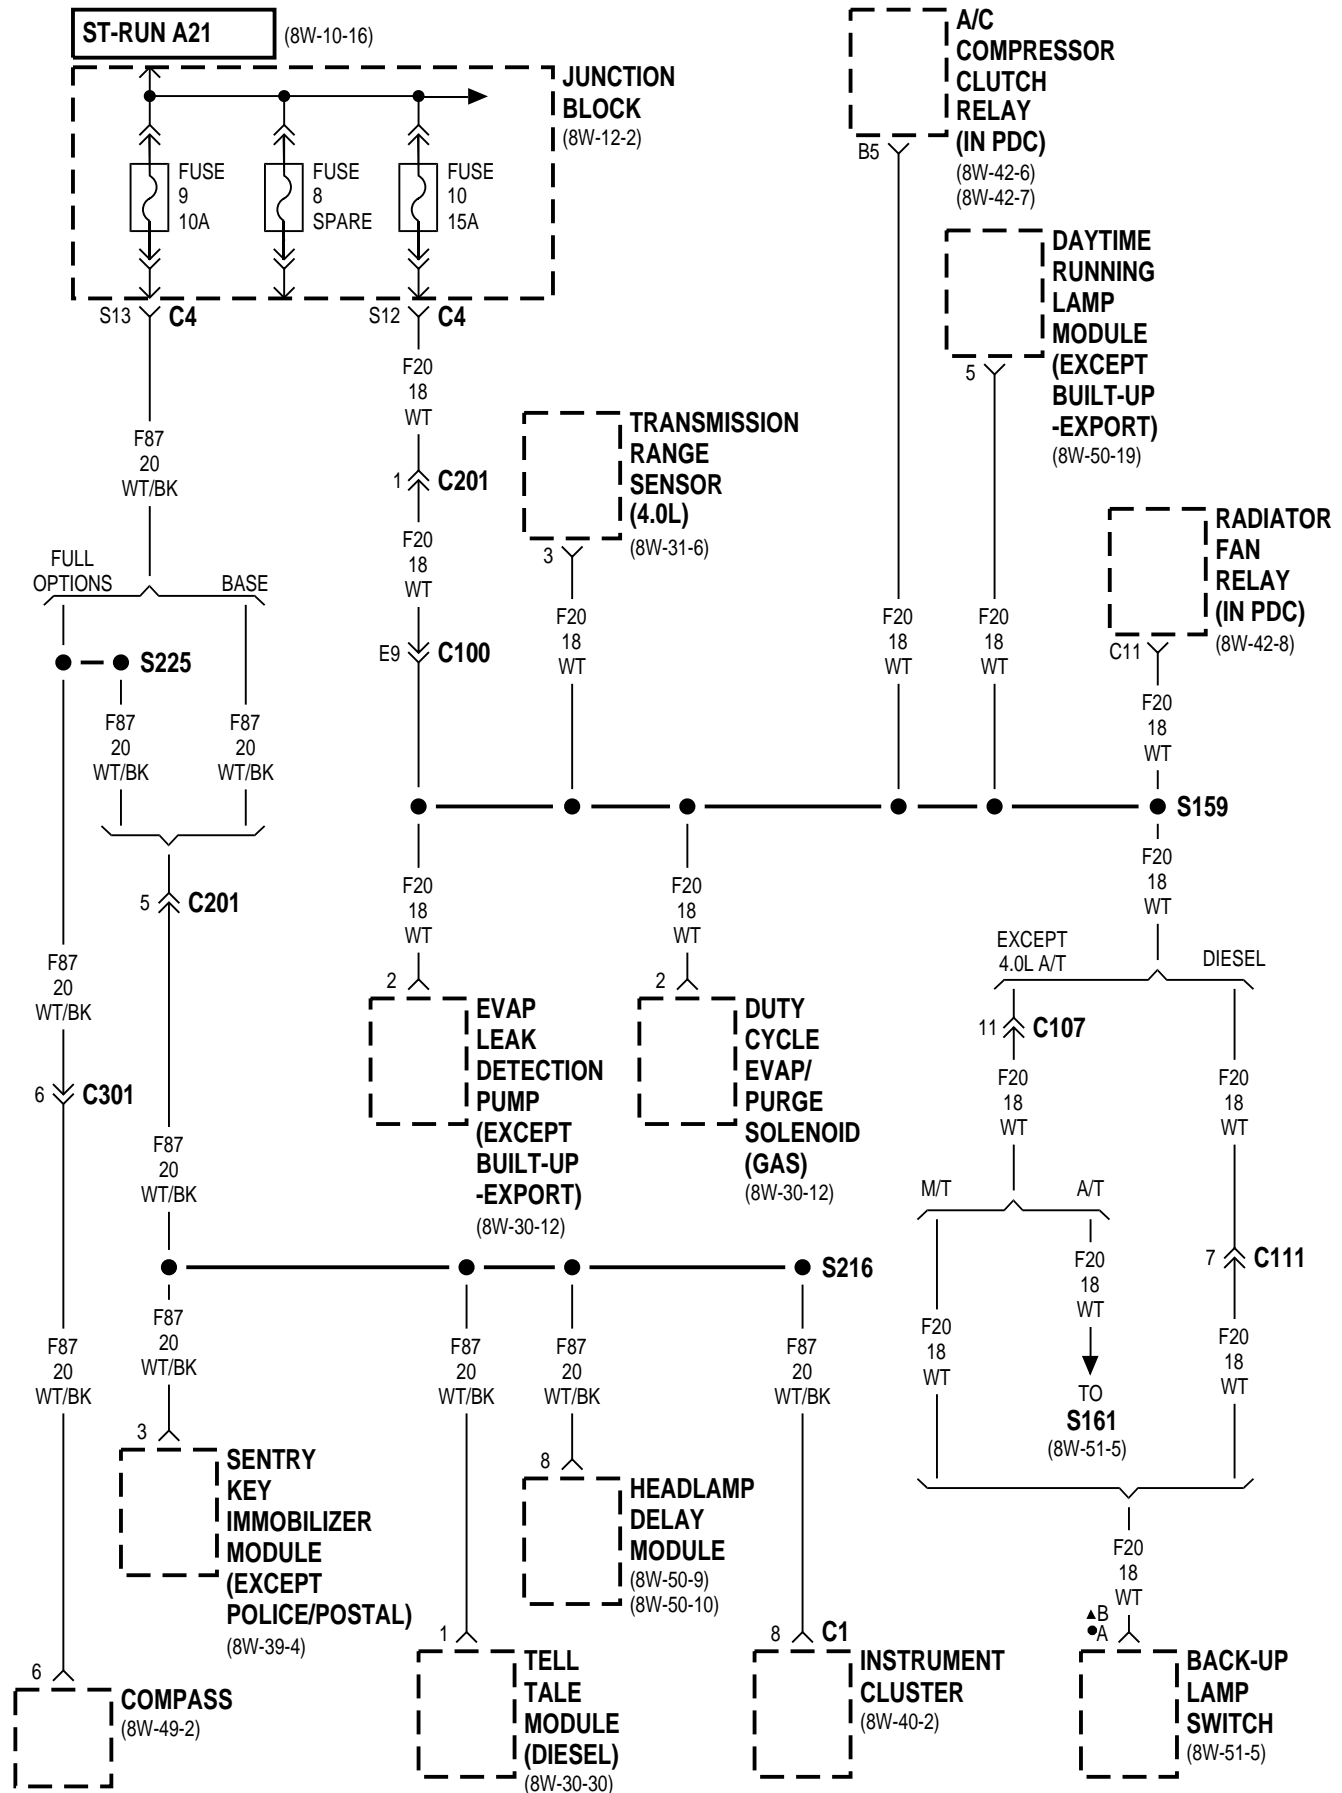 ST-RUN A21
(8W-10-16)
JUNCTION
BLOCK
(8W-12-2)
FUSE
9
10A
FUSE
8
SPARE
FUSE
10
15A
S13
C4
S12
C4
A/C
COMPRESSOR
CLUTCH
RELAY
(IN PDC)
(8W-42-6)
(8W-42-7)
B5
DAYTIME
RUNNING
LAMP
MODULE
(EXCEPT
BUILT-UP
-EXPORT)
(8W-50-19)
5
F20
18
WT
1
C201
F87
20
WT/BK
TRANSMISSION
RANGE
SENSOR
(4.0L)
(8W-31-6)
3
F20
18
WT
RADIATOR
FAN
RELAY
(IN PDC)
(8W-42-8)
C11
FULL
OPTIONS
BASE
S225
E9
C100
F20
18
WT
F20
18
WT
F20
18
WT
F20
18
WT
F87
20
WT/BK
F87
20
WT/BK
S159
F20
18
WT
5
C201
F20
18
WT
F20
18
WT
EXCEPT
4.0L A/T
DIESEL
F87
20
WT/BK
2
EVAP
LEAK
DETECTION
PUMP
(EXCEPT
BUILT-UP
-EXPORT)
(8W-30-12)
2
DUTY
CYCLE
EVAP/
PURGE
SOLENOID
(GAS)
(8W-30-12)
11
C107
6
C301
F20
18
WT
F20
18
WT
F87
20
WT/BK
M/T
A/T
S216
F20
18
WT
7
C111
F87
20
WT/BK
F87
20
WT/BK
F87
20
WT/BK
F87
20
WT/BK
F87
20
WT/BK
F20
18
WT
F20
18
WT
TO
S161
(8W-51-5)
3
SENTRY
KEY
IMMOBILIZER
MODULE
(EXCEPT
POLICE/POSTAL)
(8W-39-4)
8
HEADLAMP
DELAY
MODULE
(8W-50-9)
(8W-50-10)
F20
18
WT
▲B
●A
6
COMPASS
(8W-49-2)
1
TELL
TALE
MODULE
(DIESEL)
(8W-30-30)
8
C1
INSTRUMENT
CLUSTER
(8W-40-2)
BACK-UP
LAMP
SWITCH
(8W-51-5)